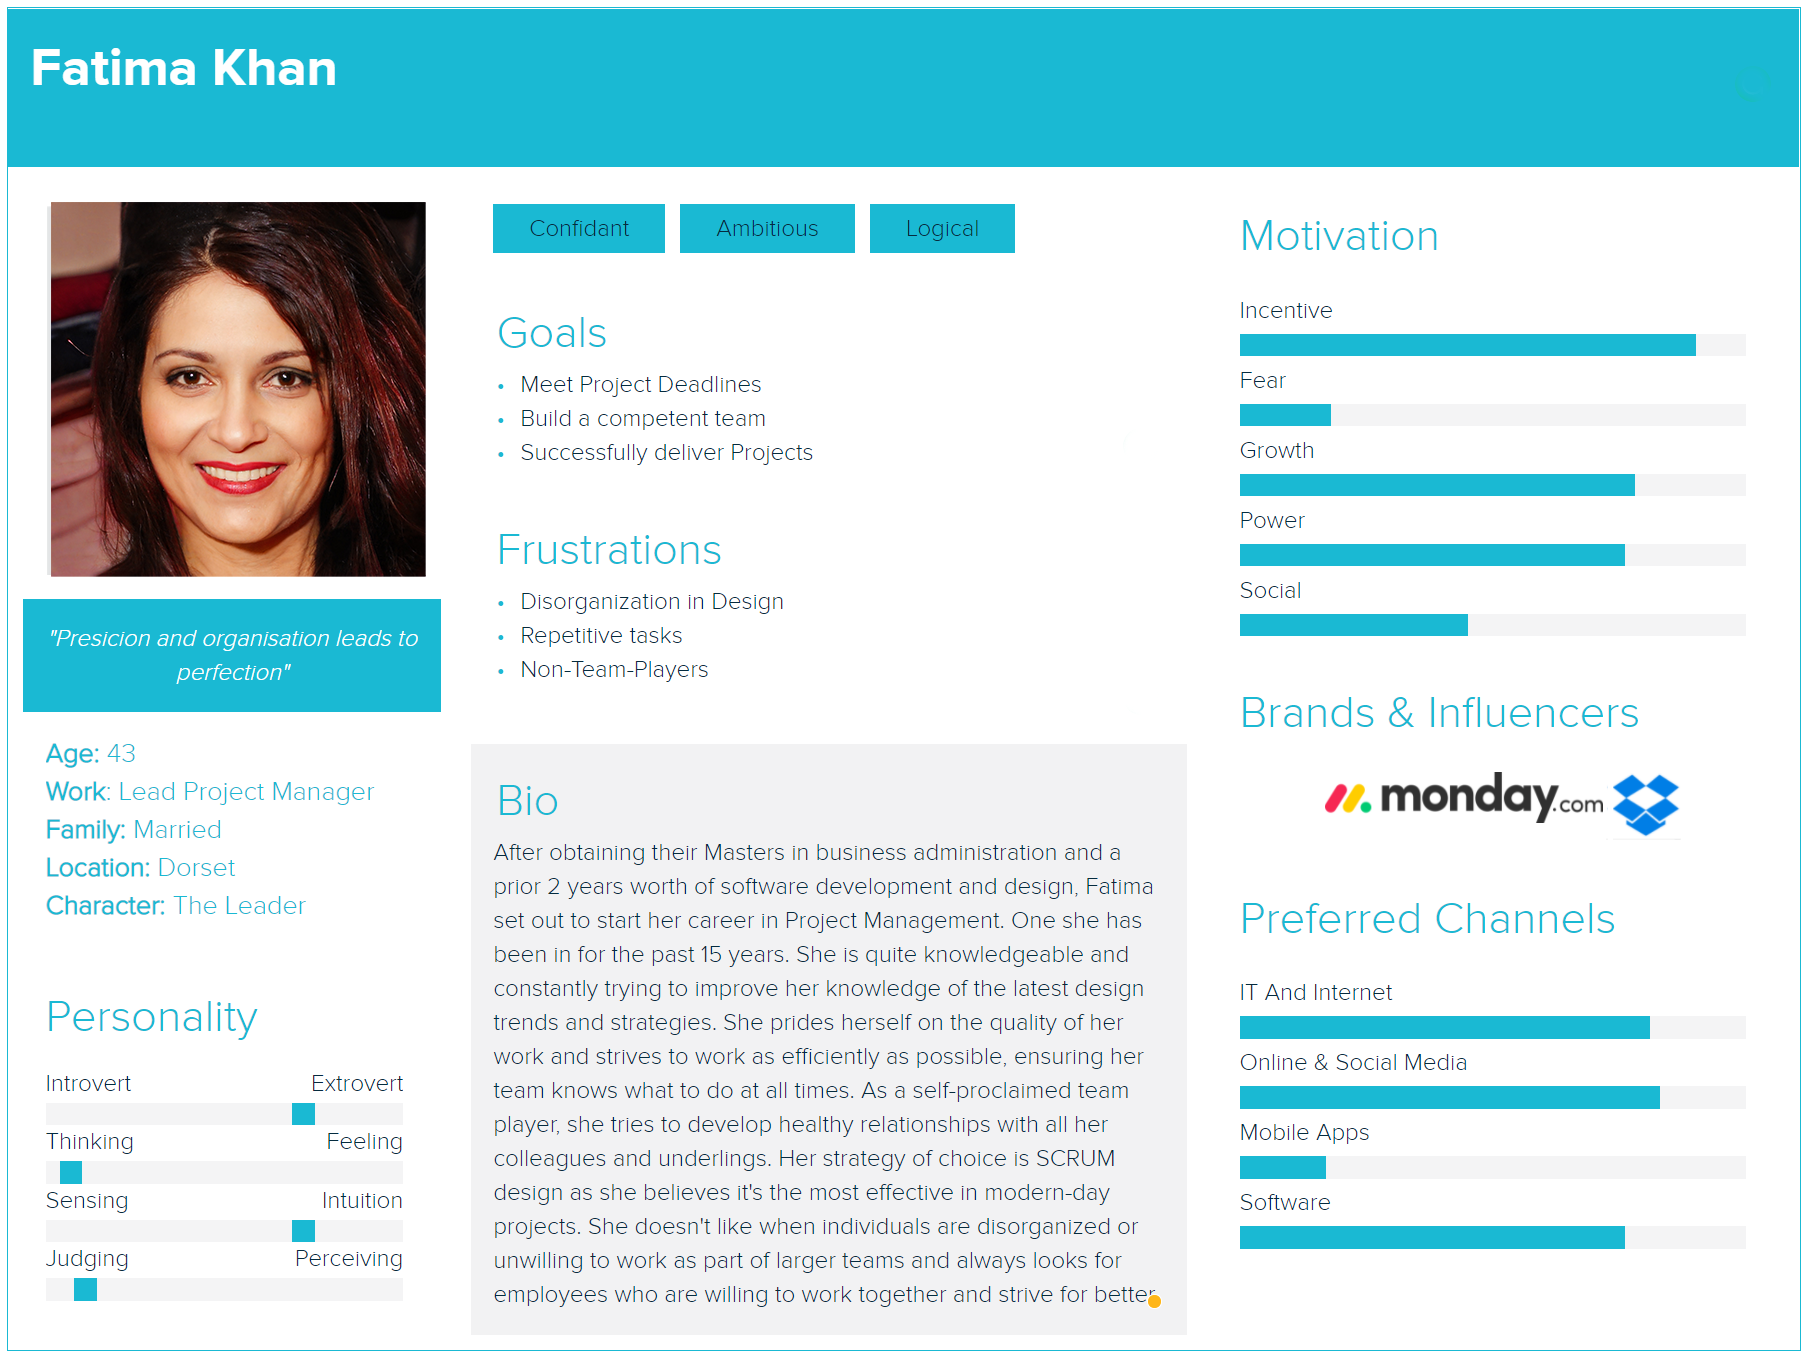 Fatima Khan
Confidant
Ambitious
Logical
Goals
• Meet Project Deadlines
• Build a competent team
• Successfully deliver Projects
Frustrations
• Disorganization in Design
• Repetitive tasks
• Non-Team-Players
"Presicion and organisation leads to
perfection"
Age: 43
Work: Lead Project Manager
Family: Married
Location: Dorset
Character: The Leader
Personality
Introvert Extrovert
Thinking Feeling
Sensing Intuition
Judging Perceiving
Bio
After obtaining their Masters in business administration and a
prior 2 years worth of software development and design, Fatima
set out to start her career in Project Management. One she has
been in for the past 15 years. She is quite knowledgeable and
constantly trying to improve her knowledge of the latest design
trends and strategies. She prides herself on the quality of her
work and strives to work as efficiently as possible, ensuring her
team knows what to do at all times. As a self-proclaimed team
player, she tries to develop healthy relationships with all her
colleagues and underlings. Her strategy of choice is SCRUM
design as she believes it's the most effective in modern-day
projects. She doesn't like when individuals are disorganized or
unwilling to work as part of larger teams and always looks for
employees who are willing to work together and strive for better.
Motivation
Incentive
Fear
Growth
Power
Social
Brands & Influencers
monday.com
Preferred Channels
IT And Internet
Online & Social Media
Mobile Apps
Software